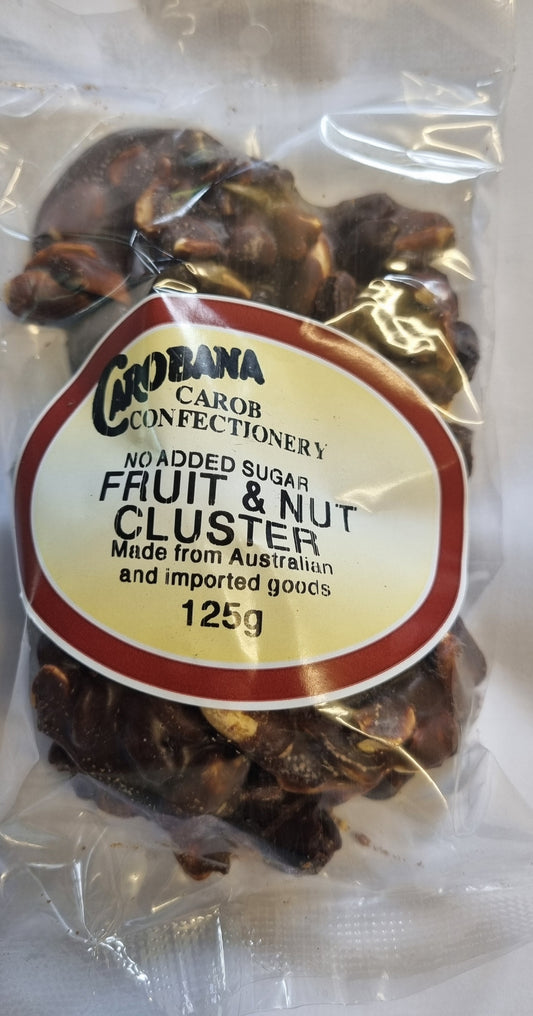 CAROBANA
CAROB
CONFECTIONERY
NO ADDED SUGAR
FRUIT & NUT
CLUSTER
Made from Australian
and imported goods
125g